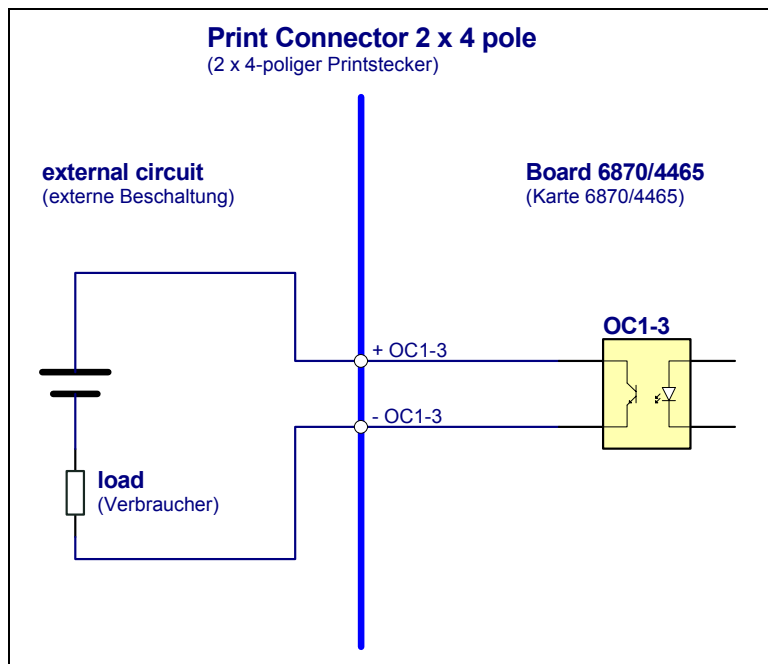 Print Connector 2 x 4 pole
(2 x 4-poliger Printstecker)
external circuit
(externe Beschaltung)
Board 6870/4465
(Karte 6870/4465)
OC1-3
+ OC1-3
- OC1-3
load
(Verbraucher)